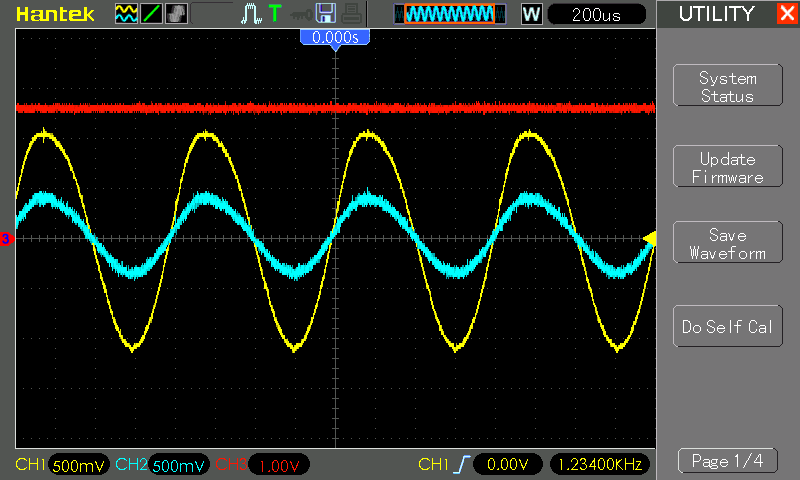 Hantek
T
W
200us
UTILITY
0.000s
System
Status
Update
Firmware
3
Save
Waveform
Do Self Cal
CH1 500mV CH2 500mV CH3 1.00V CH1 0.00V 1.23400KHz
Page 1/4